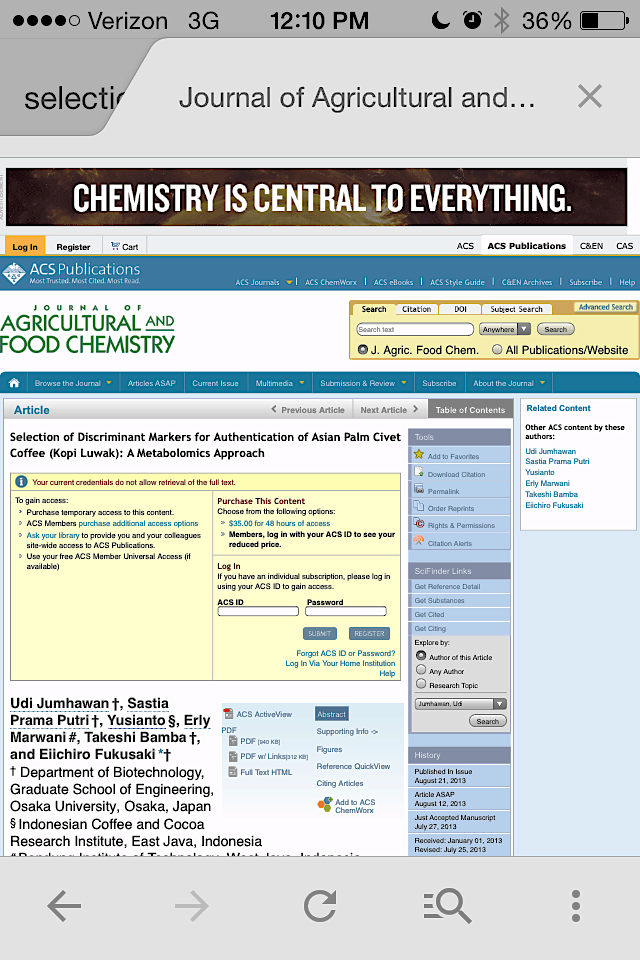 Verizon 3G 12:10 PM 36%
selectio
Journal of Agricultural and...
CHEMISTRY IS CENTRAL TO EVERYTHING.
Log In Register Cart ACS ACS Publications C&EN CAS
ACS Publications
Most Trusted. Most Cited. Most Read.
ACS Journals ACS ChemWorx ACS eBooks ACS Style Guide C&EN Archives Subscribe Help
JOURNAL OF
AGRICULTURAL AND
FOOD CHEMISTRY
Search Citation DOI Subject Search Advanced Search
Search text Anywhere Search
J. Agric. Food Chem. All Publications/Website
Browse the Journal Articles ASAP Current Issue Multimedia Submission & Review Subscribe About the Journal
Article Previous Article Next Article Table of Contents
Selection of Discriminant Markers for Authentication of Asian Palm Civet
Coffee (Kopi Luwak): A Metabolomics Approach
Your current credentials do not allow retrieval of the full text.
To gain access:
Purchase temporary access to this content.
ACS Members purchase additional access options
Ask your library to provide you and your colleagues
site-wide access to ACS Publications.
Use your free ACS Member Universal Access (if
available)
Purchase This Content
Choose from the following options:
$35.00 for 48 hours of access
Members, log in with your ACS ID to see your
reduced price.
Log In
If you have an individual subscription, please log in
using your ACS ID to gain access.
ACS ID Password
SUBMIT REGISTER
Forgot ACS ID or Password?
Log In Via Your Home Institution
Help
Udi Jumhawan †, Sastia
Prama Putri †, Yusianto §, Erly
Marwani #, Takeshi Bamba †,
and Eiichiro Fukusaki *†
† Department of Biotechnology,
Graduate School of Engineering,
Osaka University, Osaka, Japan
§ Indonesian Coffee and Cocoa
Research Institute, East Java, Indonesia
# Bandung Institute of Technology, West Java, Indonesia
ACS ActiveView
PDF
PDF [940 KB]
PDF w/ Links[312 KB]
Full Text HTML
Abstract
Supporting Info ->
Figures
Reference QuickView
Citing Articles
Add to ACS
ChemWorx
Tools
Add to Favorites
Download Citation
Permalink
Order Reprints
Rights & Permissions
Citation Alerts
SciFinder Links
Get Reference Detail
Get Substances
Get Cited
Get Citing
Explore by:
Author of this Article
Any Author
Research Topic
Jumhawan, Udi
Search
History
Published In Issue
August 21, 2013
Article ASAP
August 12, 2013
Just Accepted Manuscript
July 27, 2013
Received: January 01, 2013
Revised: July 25, 2013
Related Content
Other ACS content by these
authors:
Udi Jumhawan
Sastia Prama Putri
Yusianto
Erly Marwani
Takeshi Bamba
Eiichiro Fukusaki